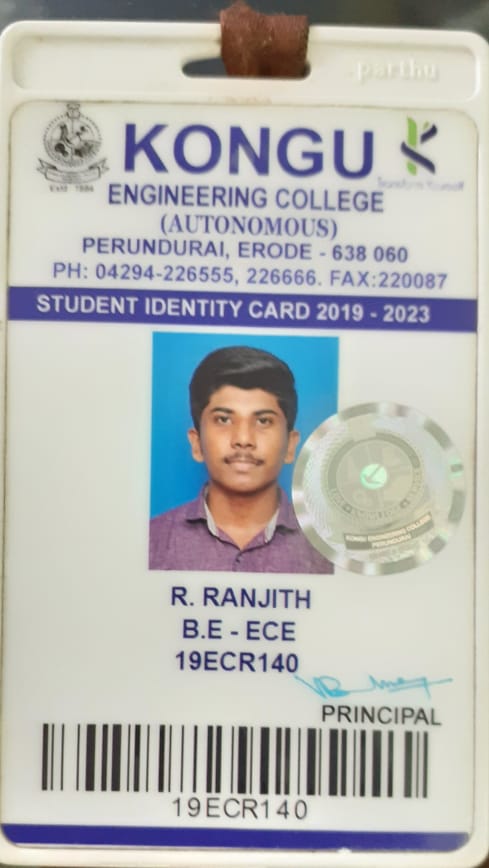 .parthu
KONGU
Estd : 1984
Transform Yourself
ENGINEERING COLLEGE
(AUTONOMOUS)
PERUNDURAI, ERODE - 638 060
PH: 04294-226555, 226666. FAX:220087
STUDENT IDENTITY CARD 2019 - 2023
KONGU ENGINEERING COLLEGE
PERUNDURAI
R. RANJITH
B.E - ECE
19ECR140
PRINCIPAL
19ECR140